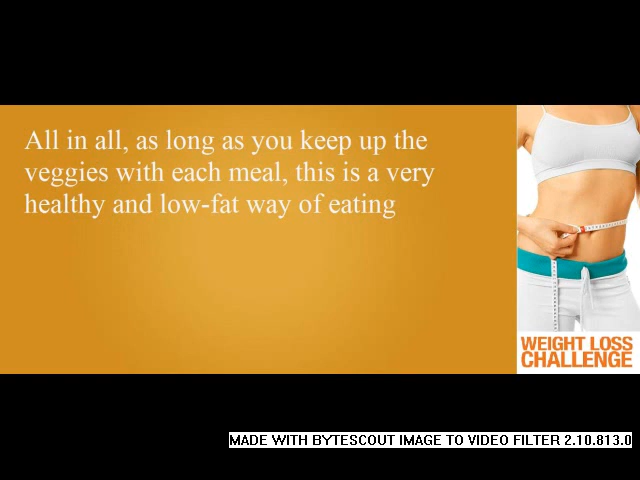 All in all, as long as you keep up the
veggies with each meal, this is a very
healthy and low-fat way of eating
WEIGHT LOSS
CHALLENGE
MADE WITH BYTESCOUT IMAGE TO VIDEO FILTER 2.10.813.0